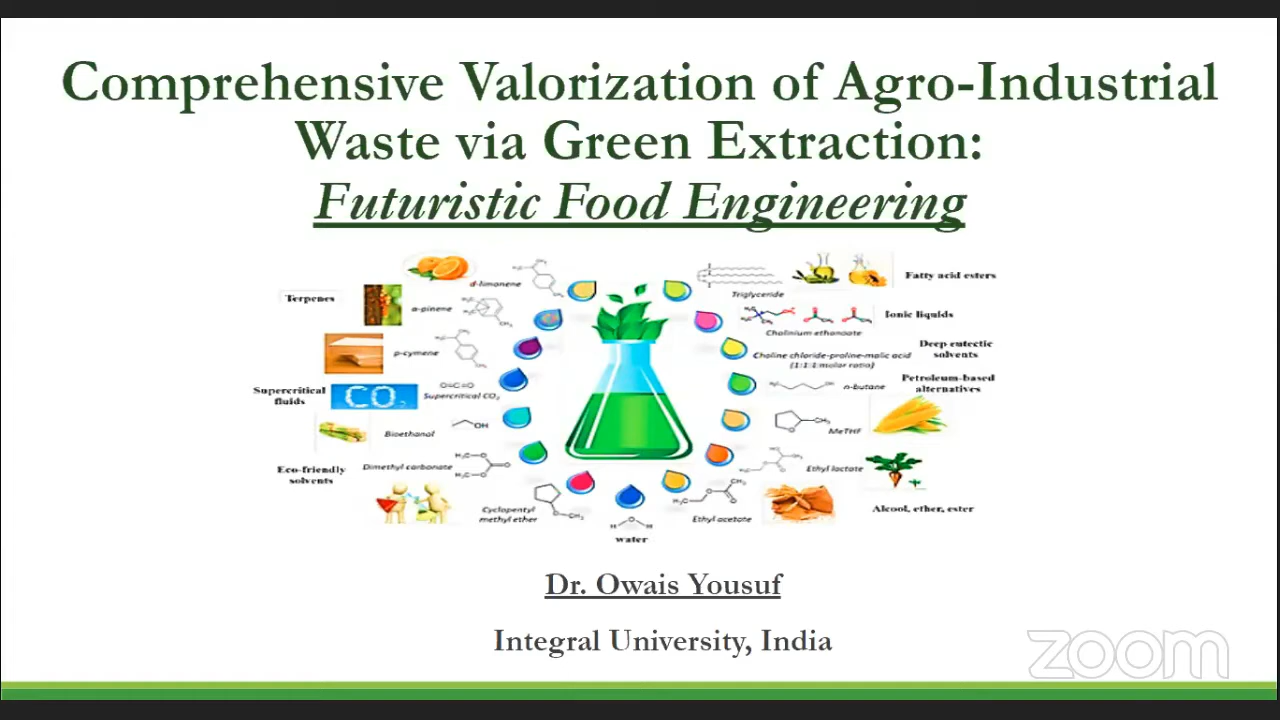 Comprehensive Valorization of Agro-Industrial
Waste via Green Extraction:
Futuristic Food Engineering
Terpenes
d-limonene
α-pinene
p-cymene
Supercritical
fluids
CO₂
O=C=O
Supercritical CO₂
Bioethanol
OH
Eco-friendly
solvents
Dimethyl carbonate
Cyclopentyl
methyl ether
water
Ethyl acetate
Triglyceride
Fatty acid esters
Cholinium ethanoate
Ionic liquids
Choline chloride-proline-malic acid
(1:1:1:molar ratio)
Deep eutectic
solvents
n-butane
Petroleum-based
alternatives
MeTHF
Ethyl lactate
Alcool, ether, ester
Dr. Owais Yousuf
Integral University, India
zoom